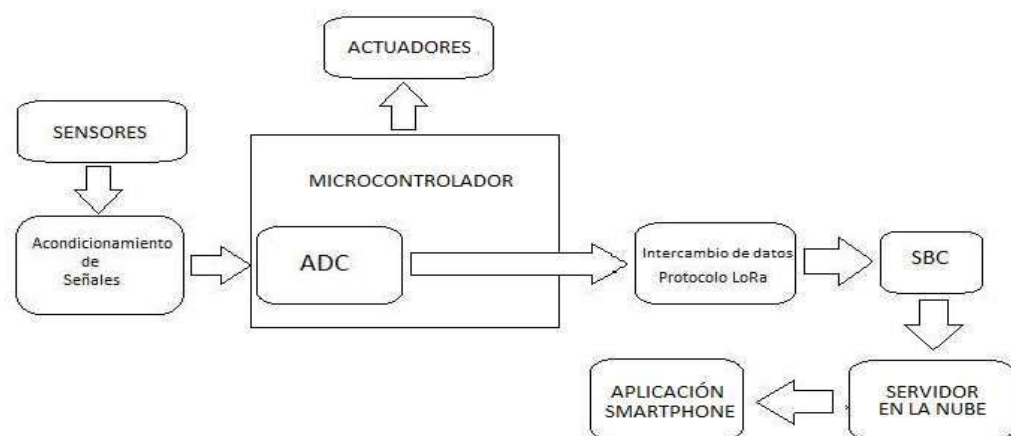 ACTUADORES
SENSORES
MICROCONTROLADOR
Acondicionamiento
de
Señales
ADC
Intercambio de datos
Protocolo LoRa
SBC
APLICACIÓN
SMARTPHONE
SERVIDOR
EN LA NUBE